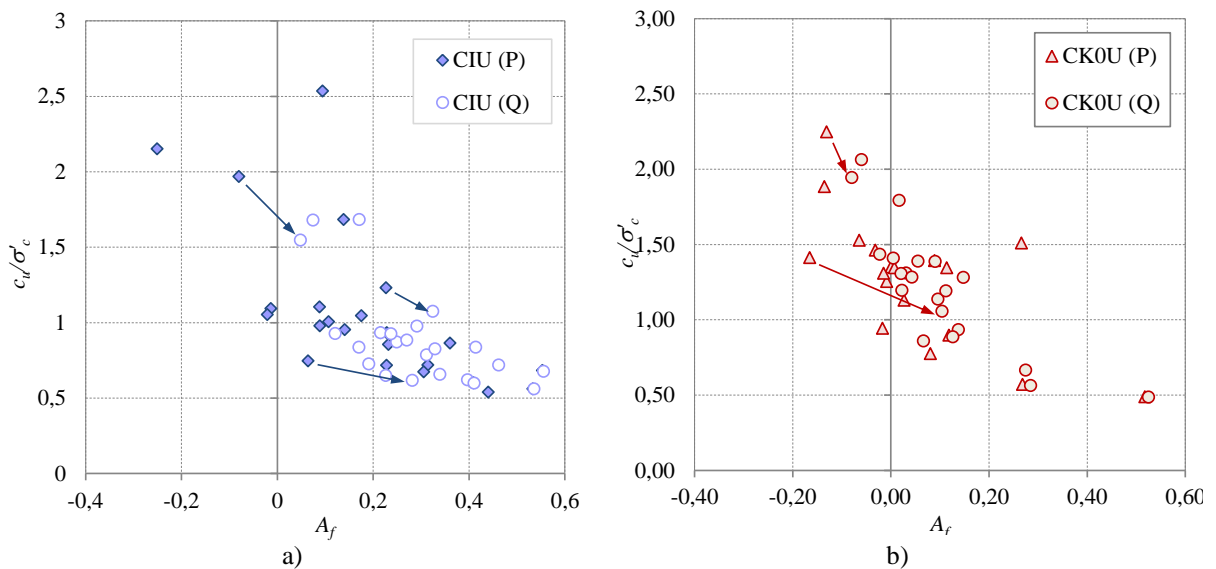 3
2,5
2
1,5
1
0,5
0
-0,4
-0,2
0
0,2
0,4
0,6
cu/σ'c
Af
CIU (P)
CIU (Q)
a)
3,00
2,50
2,00
1,50
1,00
0,50
0,00
-0,40
-0,20
0,00
0,20
0,40
0,60
cu/σ'c
Af
CK0U (P)
CK0U (Q)
b)